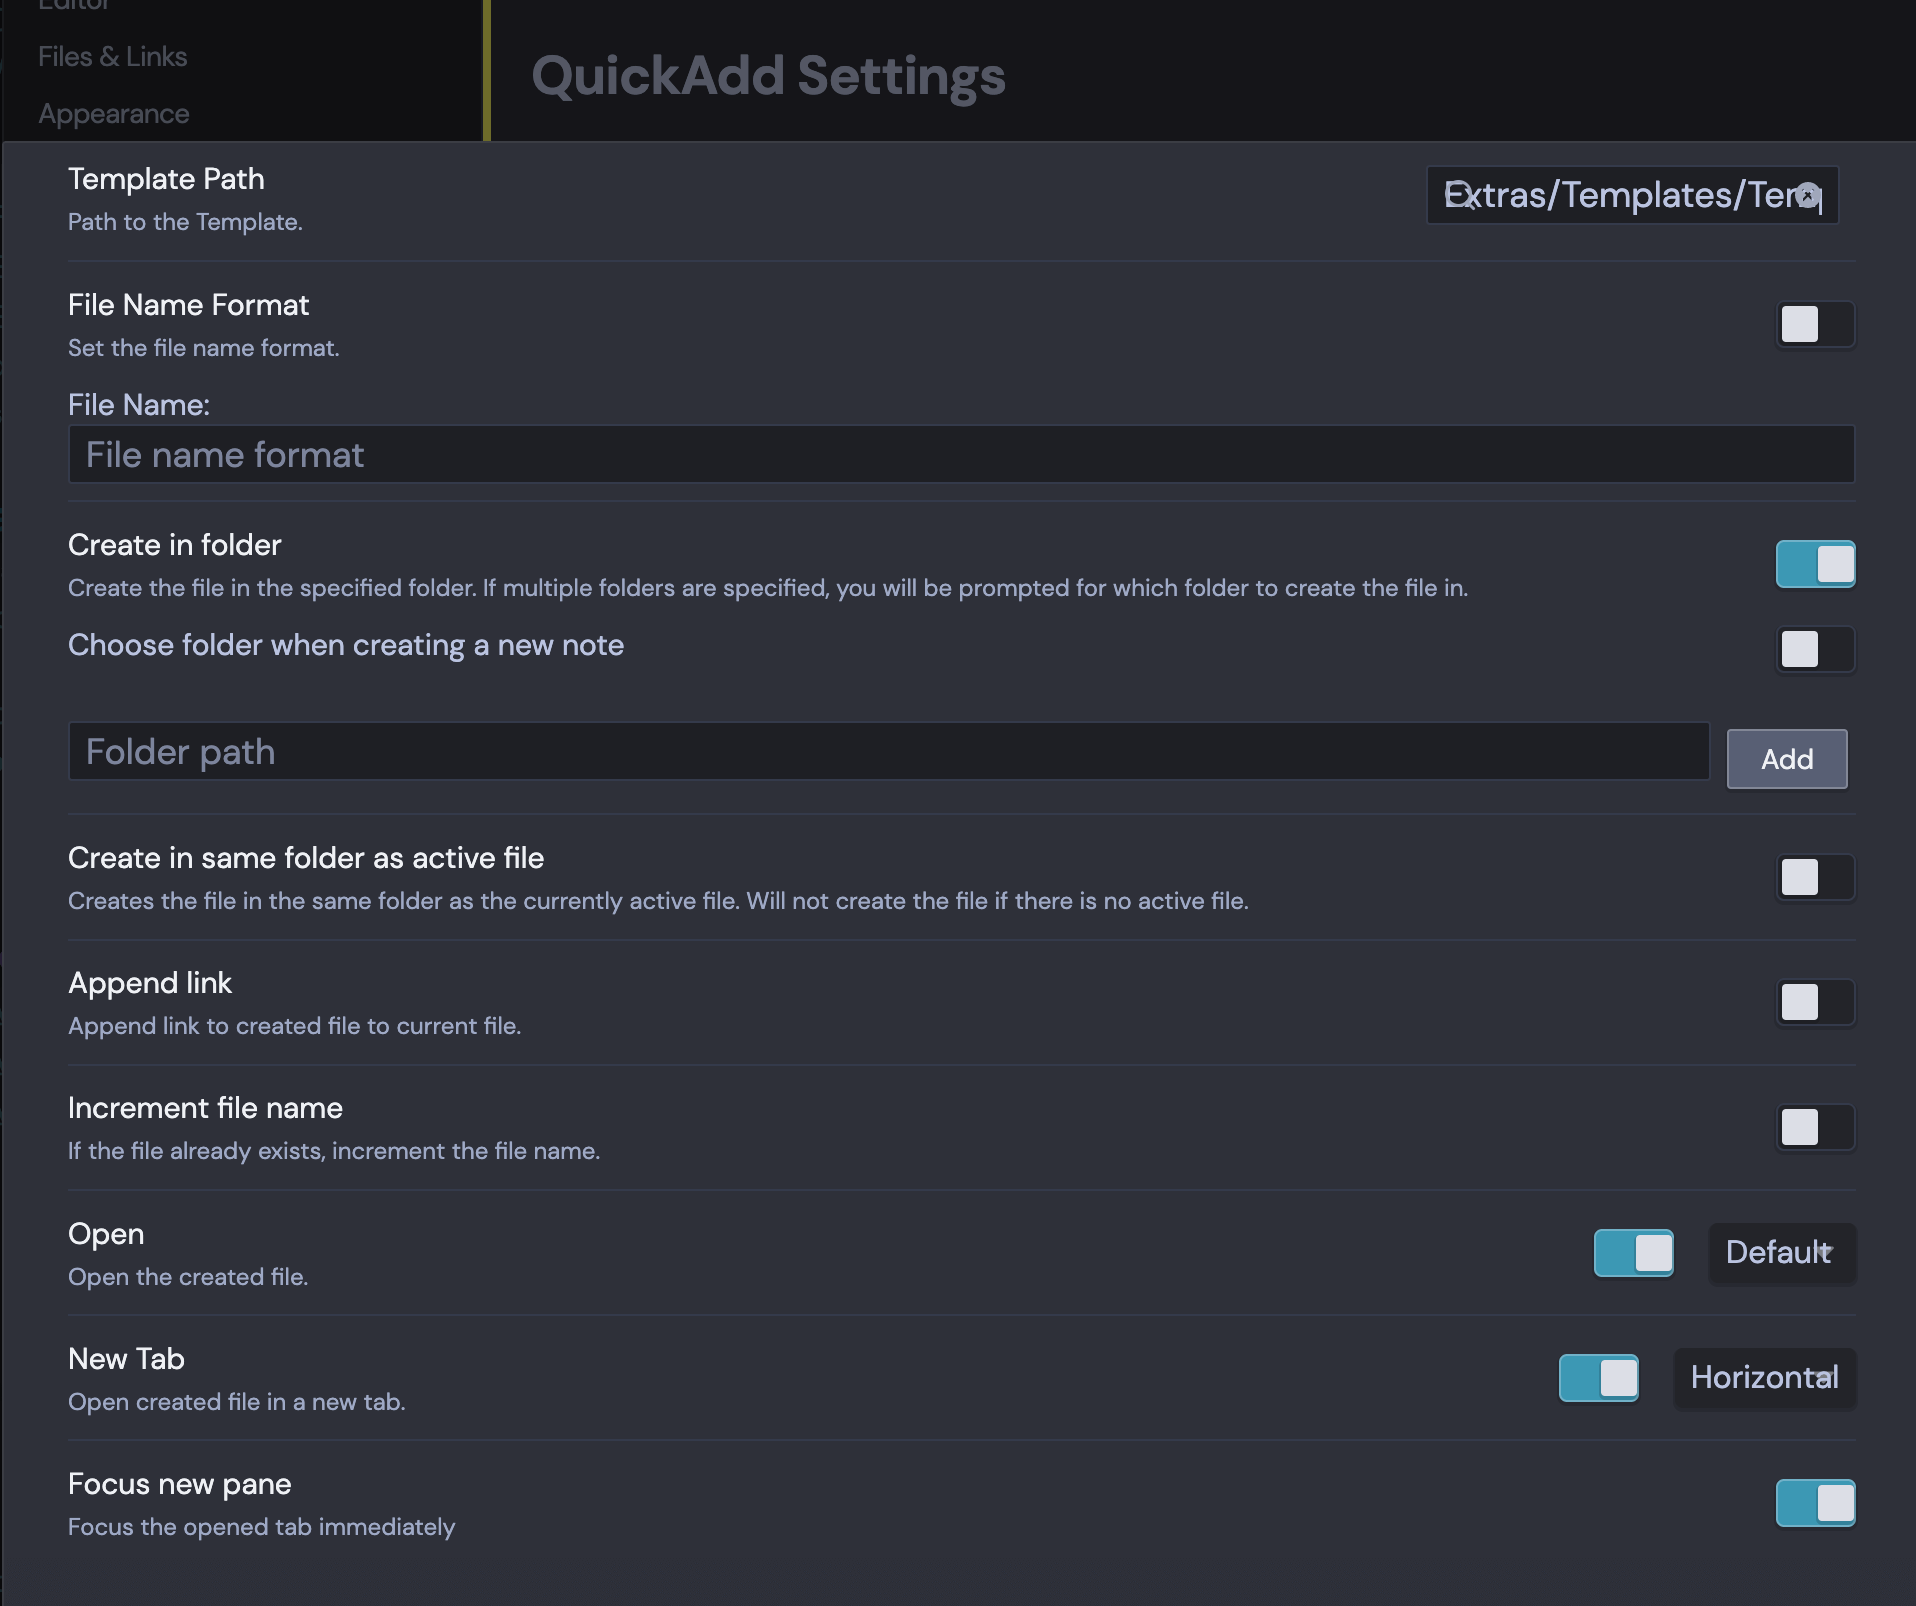 Editor
Files & Links
Appearance
QuickAdd Settings
Template Path
Path to the Template.
Extras/Templates/Tem
File Name Format
Set the file name format.
File Name:
File name format
Create in folder
Create the file in the specified folder. If multiple folders are specified, you will be prompted for which folder to create the file in.
Choose folder when creating a new note
Folder path
Add
Create in same folder as active file
Creates the file in the same folder as the currently active file. Will not create the file if there is no active file.
Append link
Append link to created file to current file.
Increment file name
If the file already exists, increment the file name.
Open
Open the created file.
Default
New Tab
Open created file in a new tab.
Horizontal
Focus new pane
Focus the opened tab immediately